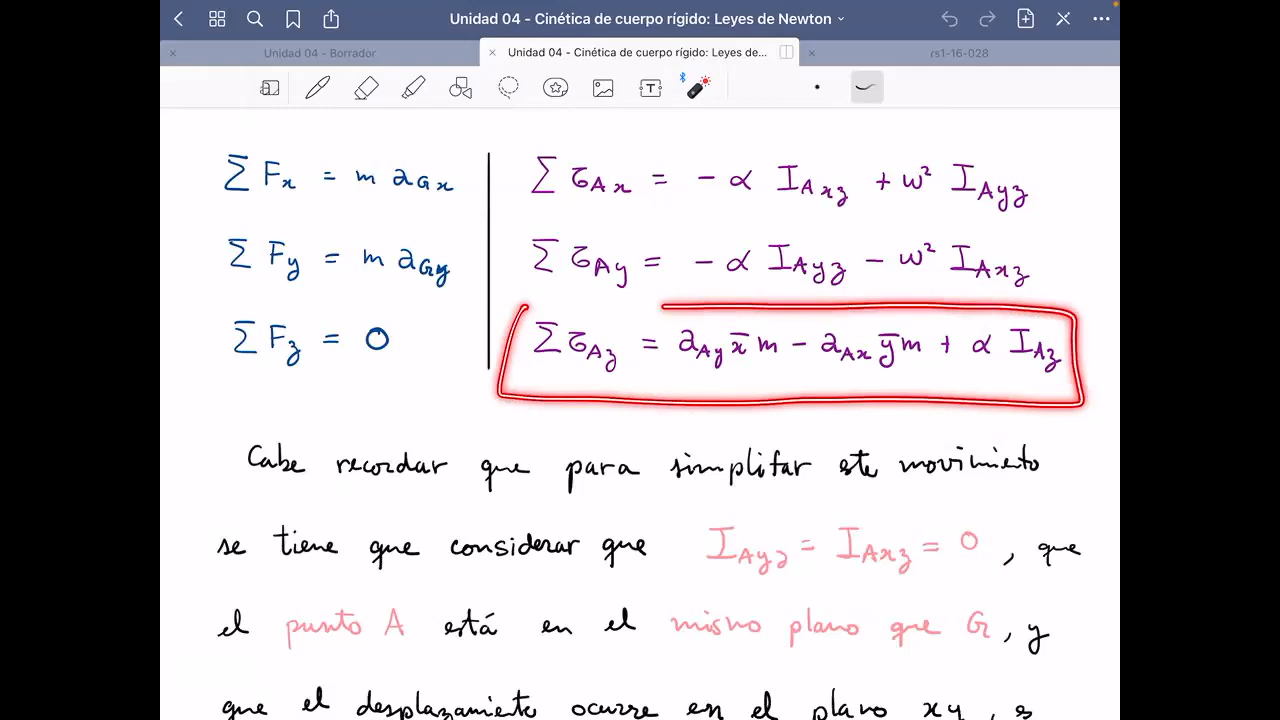 Unidad 04 - Cinética de cuerpo rígido: Leyes de Newton
Unidad 04 - Borrador
Unidad 04 - Cinética de cuerpo rígido: Leyes de Newt...
rs1-16-028
∑ Fx = m aGx
∑ Fy = m aGy
∑ Fz = 0
∑ τAx = - α IAxz + ω² IAyz
∑ τAy = - α IAyz - ω² IAxz
∑ τAz = aAy x̄ m - aAx ȳ m + α IAz
Cabe recordar que para simplifar este movimiento
se tiene que considerar que IAyz = IAxz = 0, que
el punto A está en el mismo plano que G, y
que el desplazamiento ocurre en el plano xy,